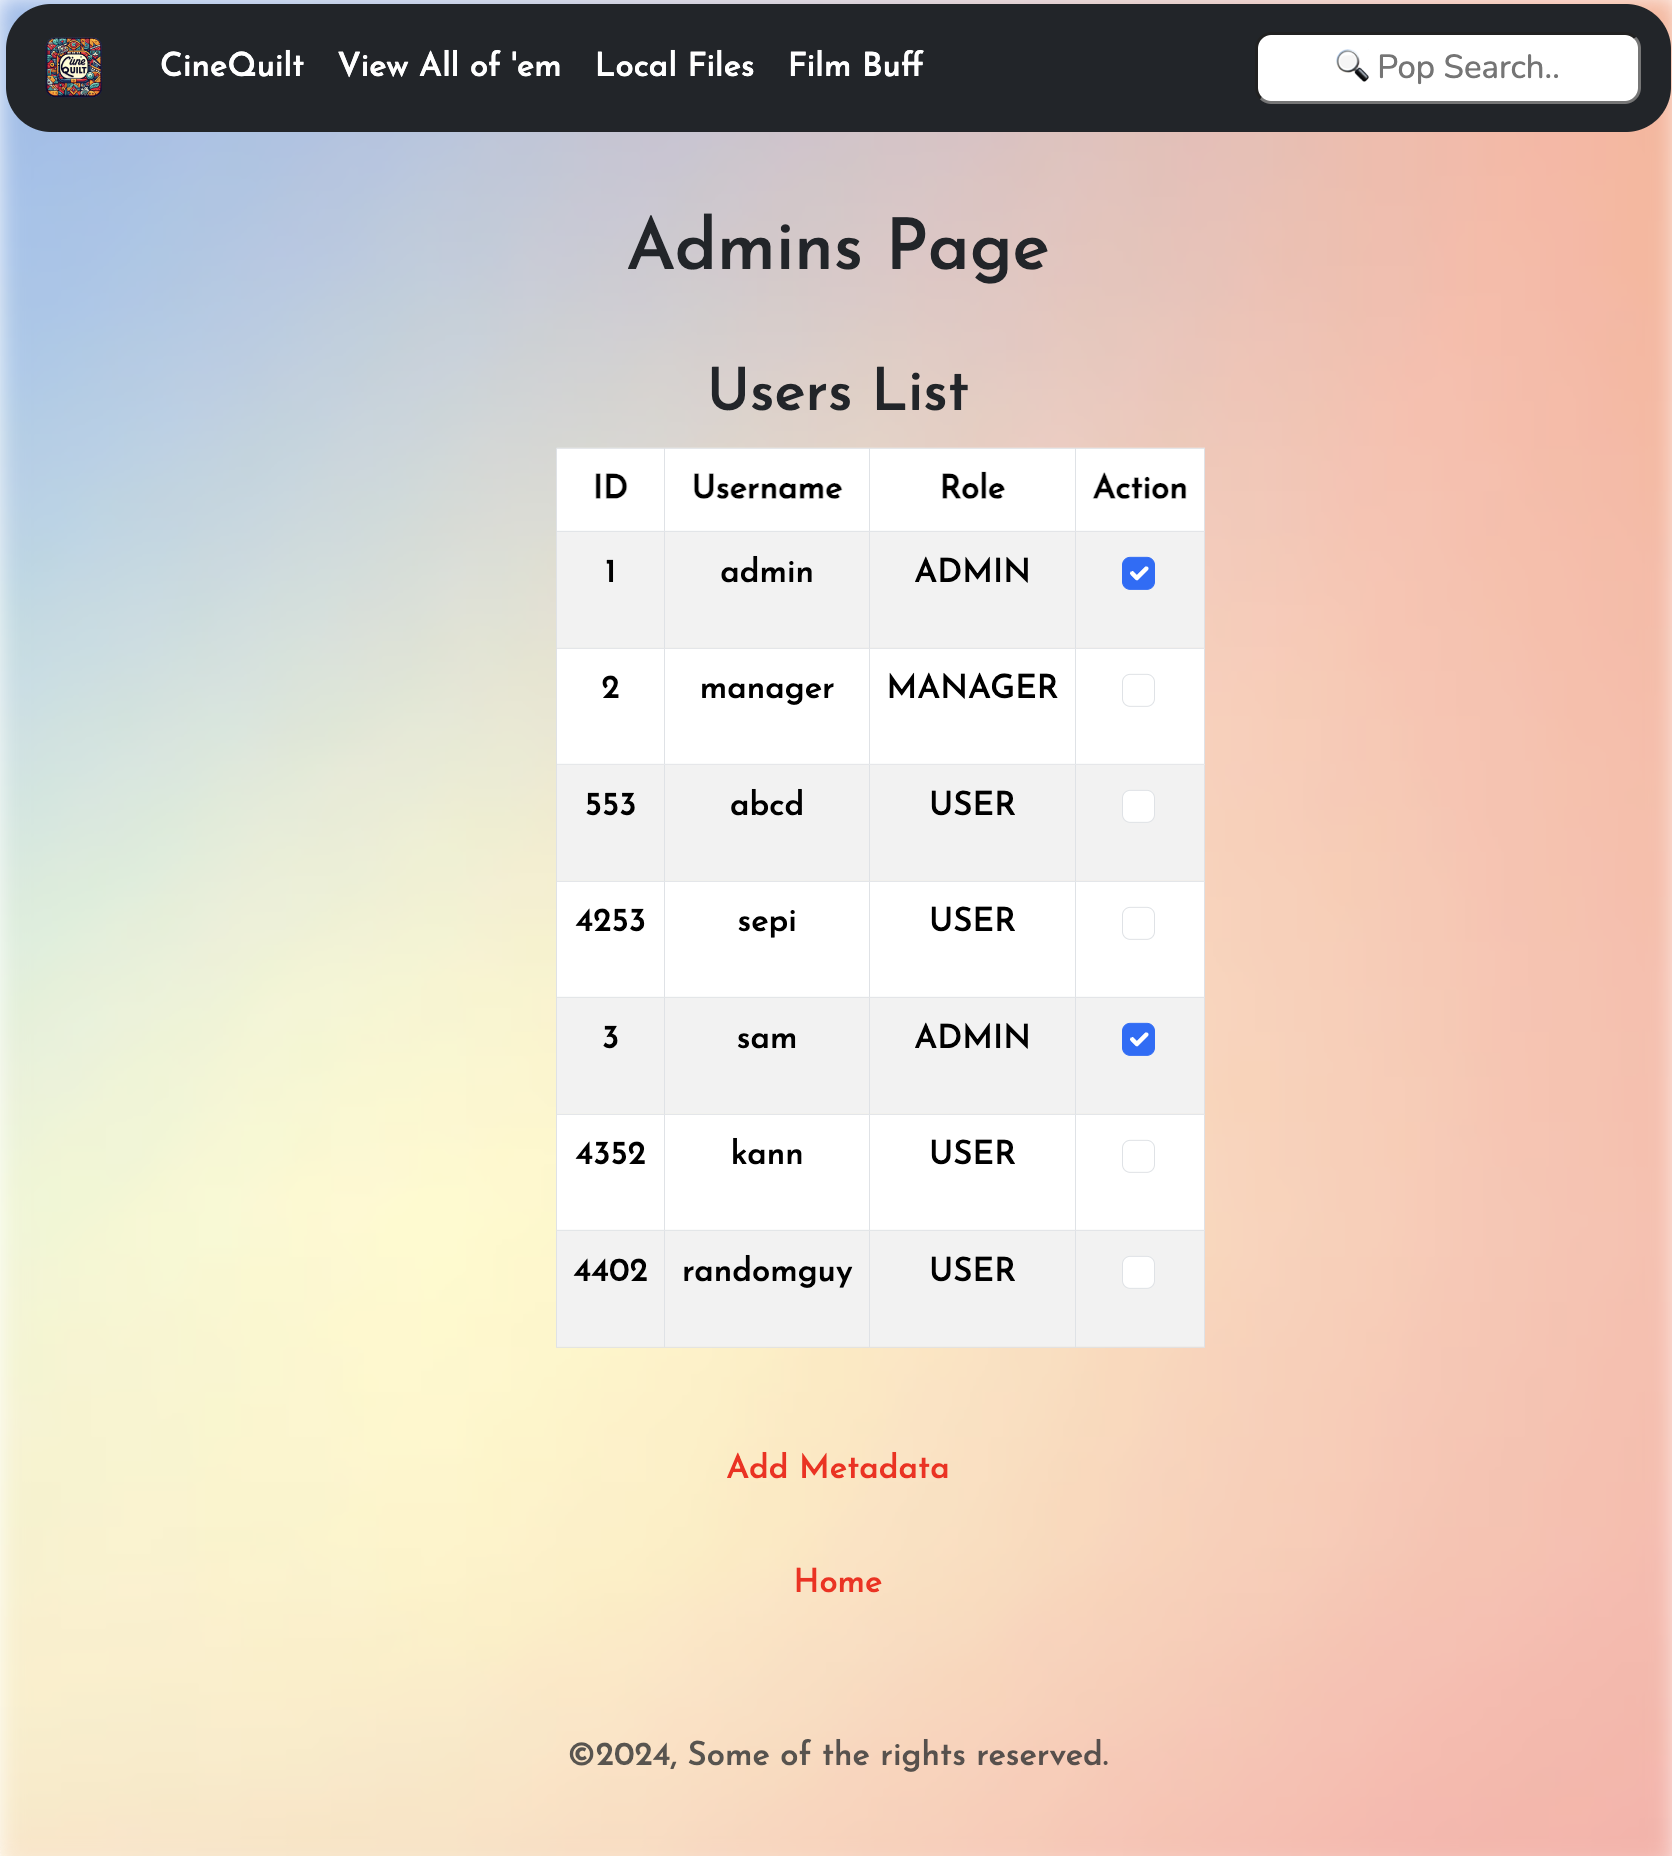 Cine QUILT
CineQuilt View All of 'em Local Files Film Buff 🔍 Pop Search..
Admins Page
Users List
ID Username Role Action
1 admin ADMIN
2 manager MANAGER
553 abcd USER
4253 sepi USER
3 sam ADMIN
4352 kann USER
4402 randomguy USER
Add Metadata
Home
©2024, Some of the rights reserved.